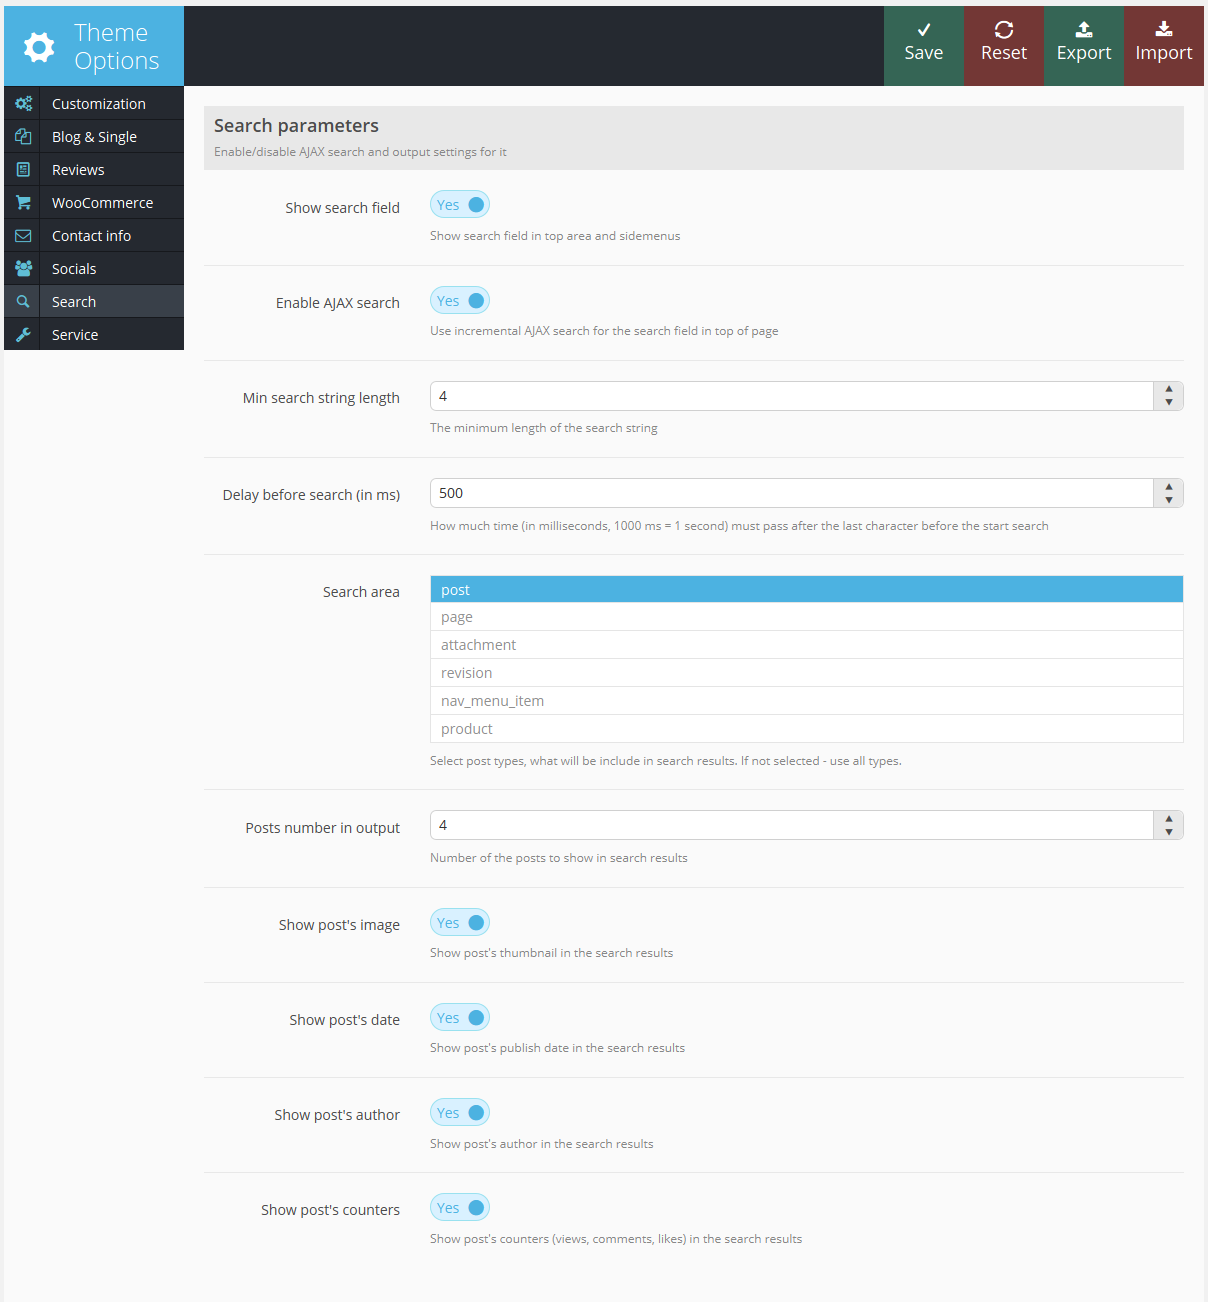 Theme
Options
Save
Reset
Export
Import
Customization
Blog & Single
Reviews
WooCommerce
Contact info
Socials
Search
Service
Search parameters
Enable/disable AJAX search and output settings for it
Show search field
Yes
Show search field in top area and sidemenus
Enable AJAX search
Yes
Use incremental AJAX search for the search field in top of page
Min search string length
4
The minimum length of the search string
Delay before search (in ms)
500
How much time (in milliseconds, 1000 ms = 1 second) must pass after the last character before the start search
Search area
post
page
attachment
revision
nav_menu_item
product
Select post types, what will be include in search results. If not selected - use all types.
Posts number in output
4
Number of the posts to show in search results
Show post's image
Yes
Show post's thumbnail in the search results
Show post's date
Yes
Show post's publish date in the search results
Show post's author
Yes
Show post's author in the search results
Show post's counters
Yes
Show post's counters (views, comments, likes) in the search results